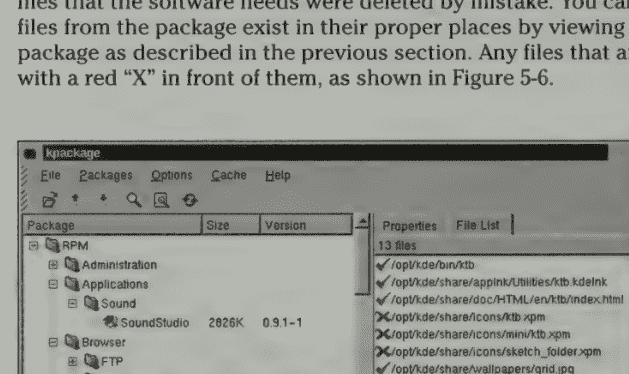 files that the software needs were deleted by mistake. You can
files from the package exist in their proper places by viewing
package as described in the previous section. Any files that
with a red “X” in front of them, as shown in Figure 5-6.
kpackage
File Packages Options Cache Help
Package Size Version
Properties File List
RPM
13 files
Administration
/opt/kde/bin/ktb
Applications
/opt/kde/share/applnk/Utilities/ktb.kdelnk
Sound
/opt/kde/share/doc/HTML/en/ktb/index.html
SoundStudio 2826K 0.9.1-1
/opt/kde/share/icons/ktb.xpm
Browser
/opt/kde/share/icons/mini/ktb.xpm
FTP
/opt/kde/share/icons/sketch_folder.xpm
/opt/kde/share/wallpapers/grid.jpg